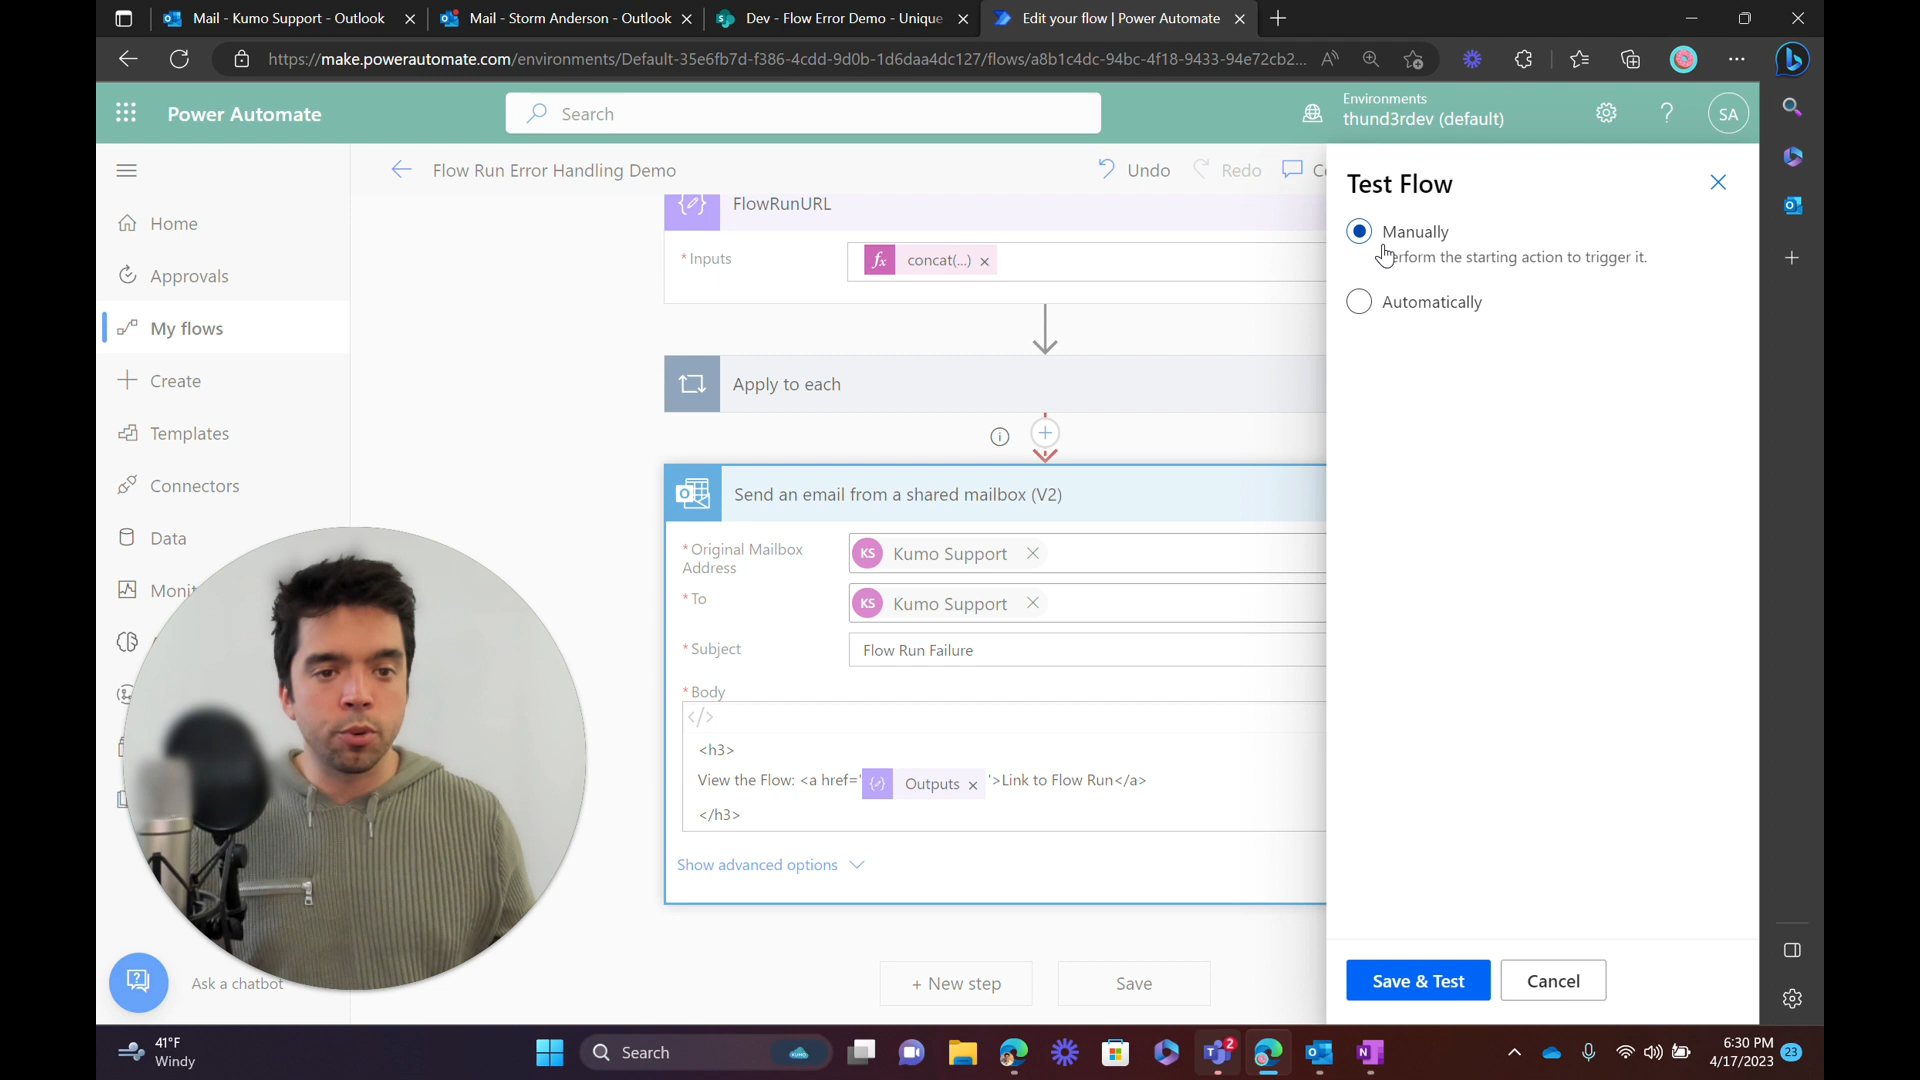 Mail - Kumo Support - Outlook
Mail - Storm Anderson - Outlook
Dev - Flow Error Demo - Unique
Edit your flow | Power Automate
https://make.powerautomate.com/environments/Default-35e6fb7d-f386-4cdd-9d0b-1d6daa4dc127/flows/a8b1c4dc-94bc-4f18-9433-94e72cb2...
Power Automate
Search
Environments
thund3rdev (default)
SA
Flow Run Error Handling Demo
Undo
Redo
Home
Approvals
My flows
Create
Templates
Connectors
Data
Monit
Ask a chatbot
FlowRunURL
* Inputs
fx concat(...) ×
Apply to each
Send an email from a shared mailbox (V2)
* Original Mailbox
Address
KS Kumo Support
* To
KS Kumo Support
* Subject
Flow Run Failure
* Body
</>
<h3>
View the Flow: <a href=' Outputs × '>Link to Flow Run</a>
</h3>
Show advanced options
+ New step
Save
Test Flow
Manually
erform the starting action to trigger it.
Automatically
Save & Test
Cancel
41°F
Windy
Search
KUMO
2
6:30 PM
4/17/2023
23